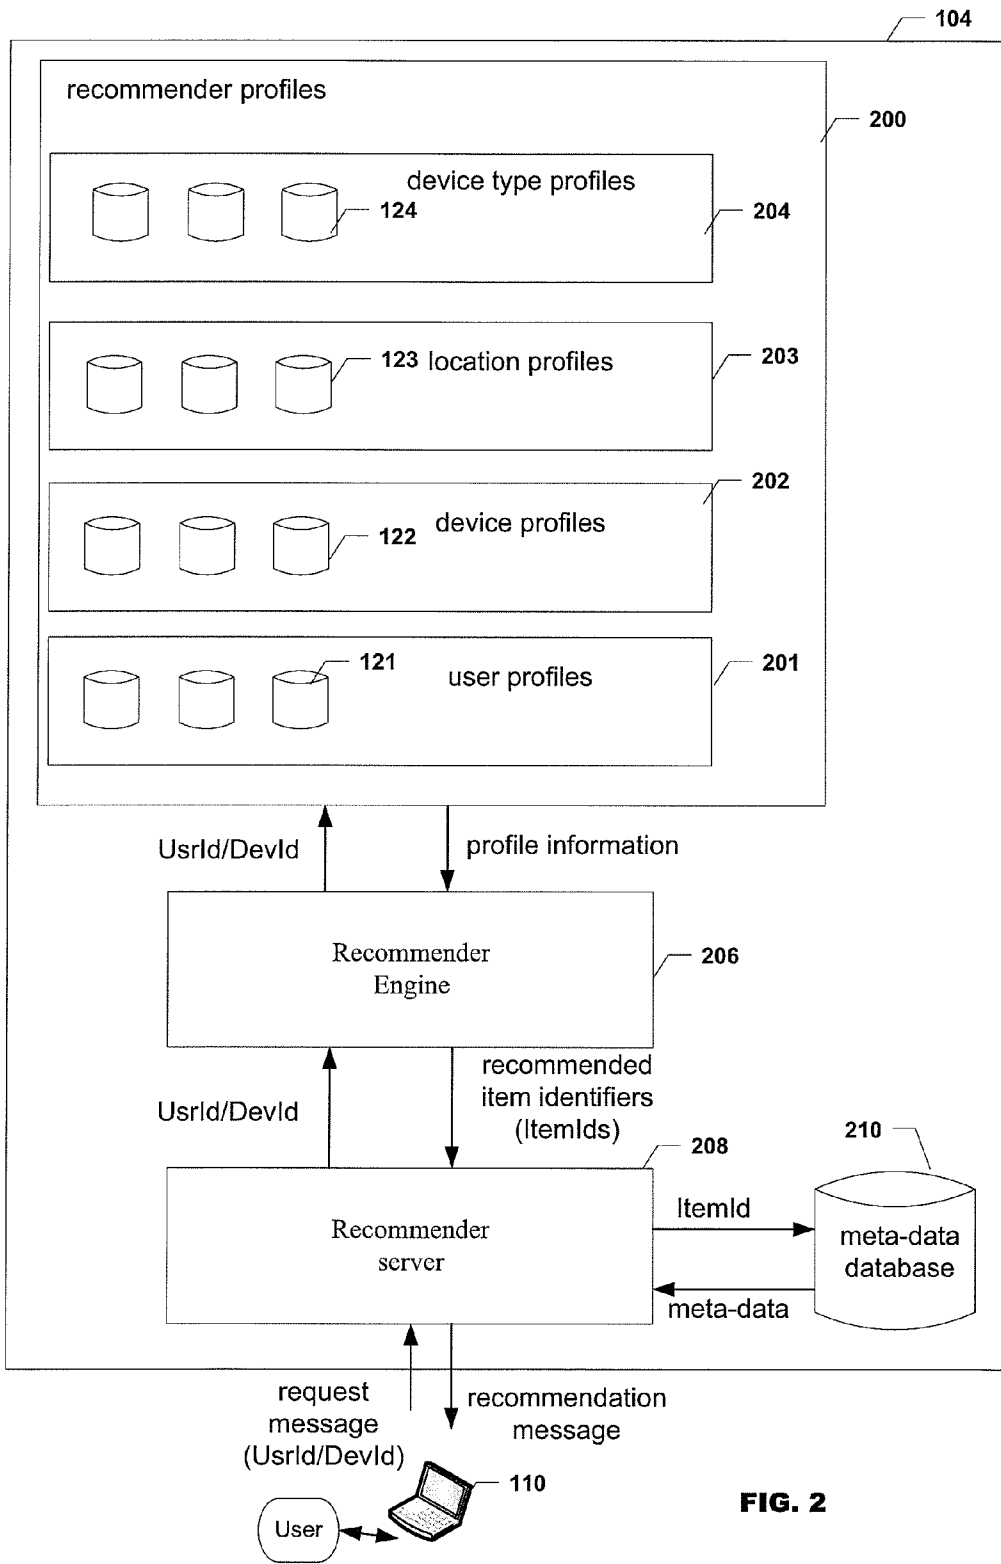 104
recommender profiles
200
device type profiles
124
204
123
location profiles
203
202
device profiles
122
121
user profiles
201
UsrId/DevId
profile information
Recommender
Engine
206
UsrId/DevId
recommended
item identifiers
(ItemIds)
208
210
Recommender
server
ItemId
meta-data
database
meta-data
request
message
(UsrId/DevId)
recommendation
message
110
User
FIG. 2